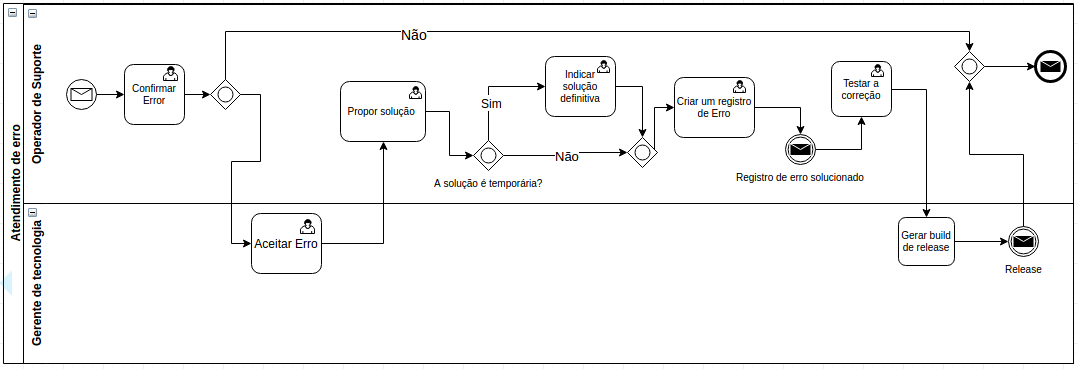 Atendimento de erro
Operador de Suporte
Não
Confirmar
Error
Propor solução
Sim
Indicar
solução
definitiva
Não
A solução é temporária?
Criar um registro
de Erro
Registro de erro solucionado
Testar a
correção
Gerente de tecnologia
Aceitar Erro
Gerar build
de release
Release